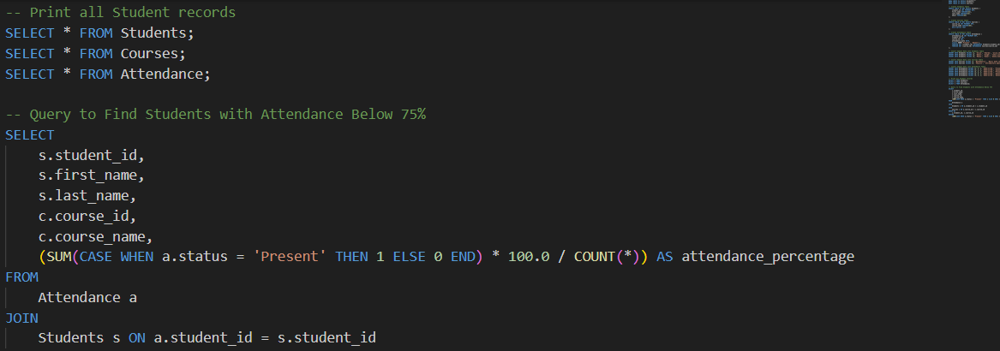 -- Print all Student records
SELECT * FROM Students;
SELECT * FROM Courses;
SELECT * FROM Attendance;
-- Query to Find Students with Attendance Below 75%
SELECT
s.student_id,
s.first_name,
s.last_name,
c.course_id,
c.course_name,
(SUM(CASE WHEN a.status = 'Present' THEN 1 ELSE 0 END) * 100.0 / COUNT(*)) AS attendance_percentage
FROM
Attendance a
JOIN
Students s ON a.student_id = s.student_id